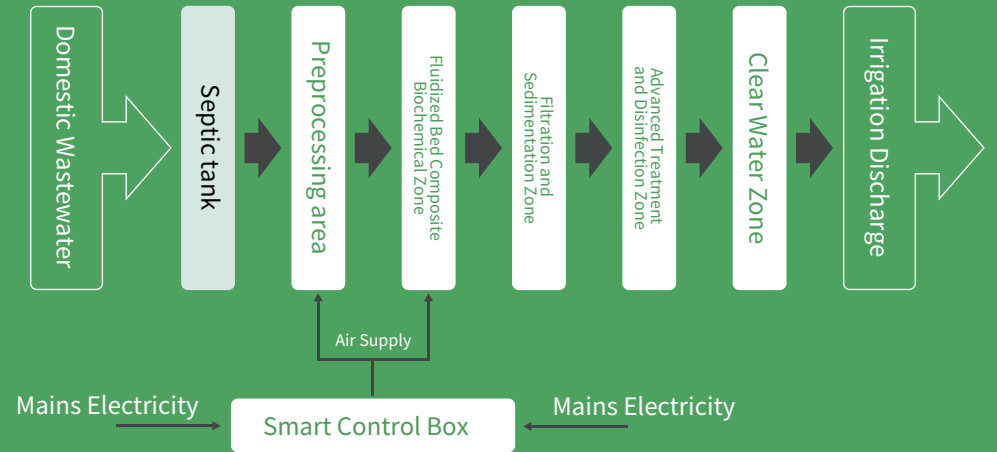 Domestic Wastewater
Septic tank
Preprocessing area
Fluidized Bed Composite
Biochemical Zone
Filtration and
Sedimentation Zone
Advanced Treatment
and Disinfection Zone
Clear Water Zone
Irrigation Discharge
Air Supply
Mains Electricity
Smart Control Box
Mains Electricity